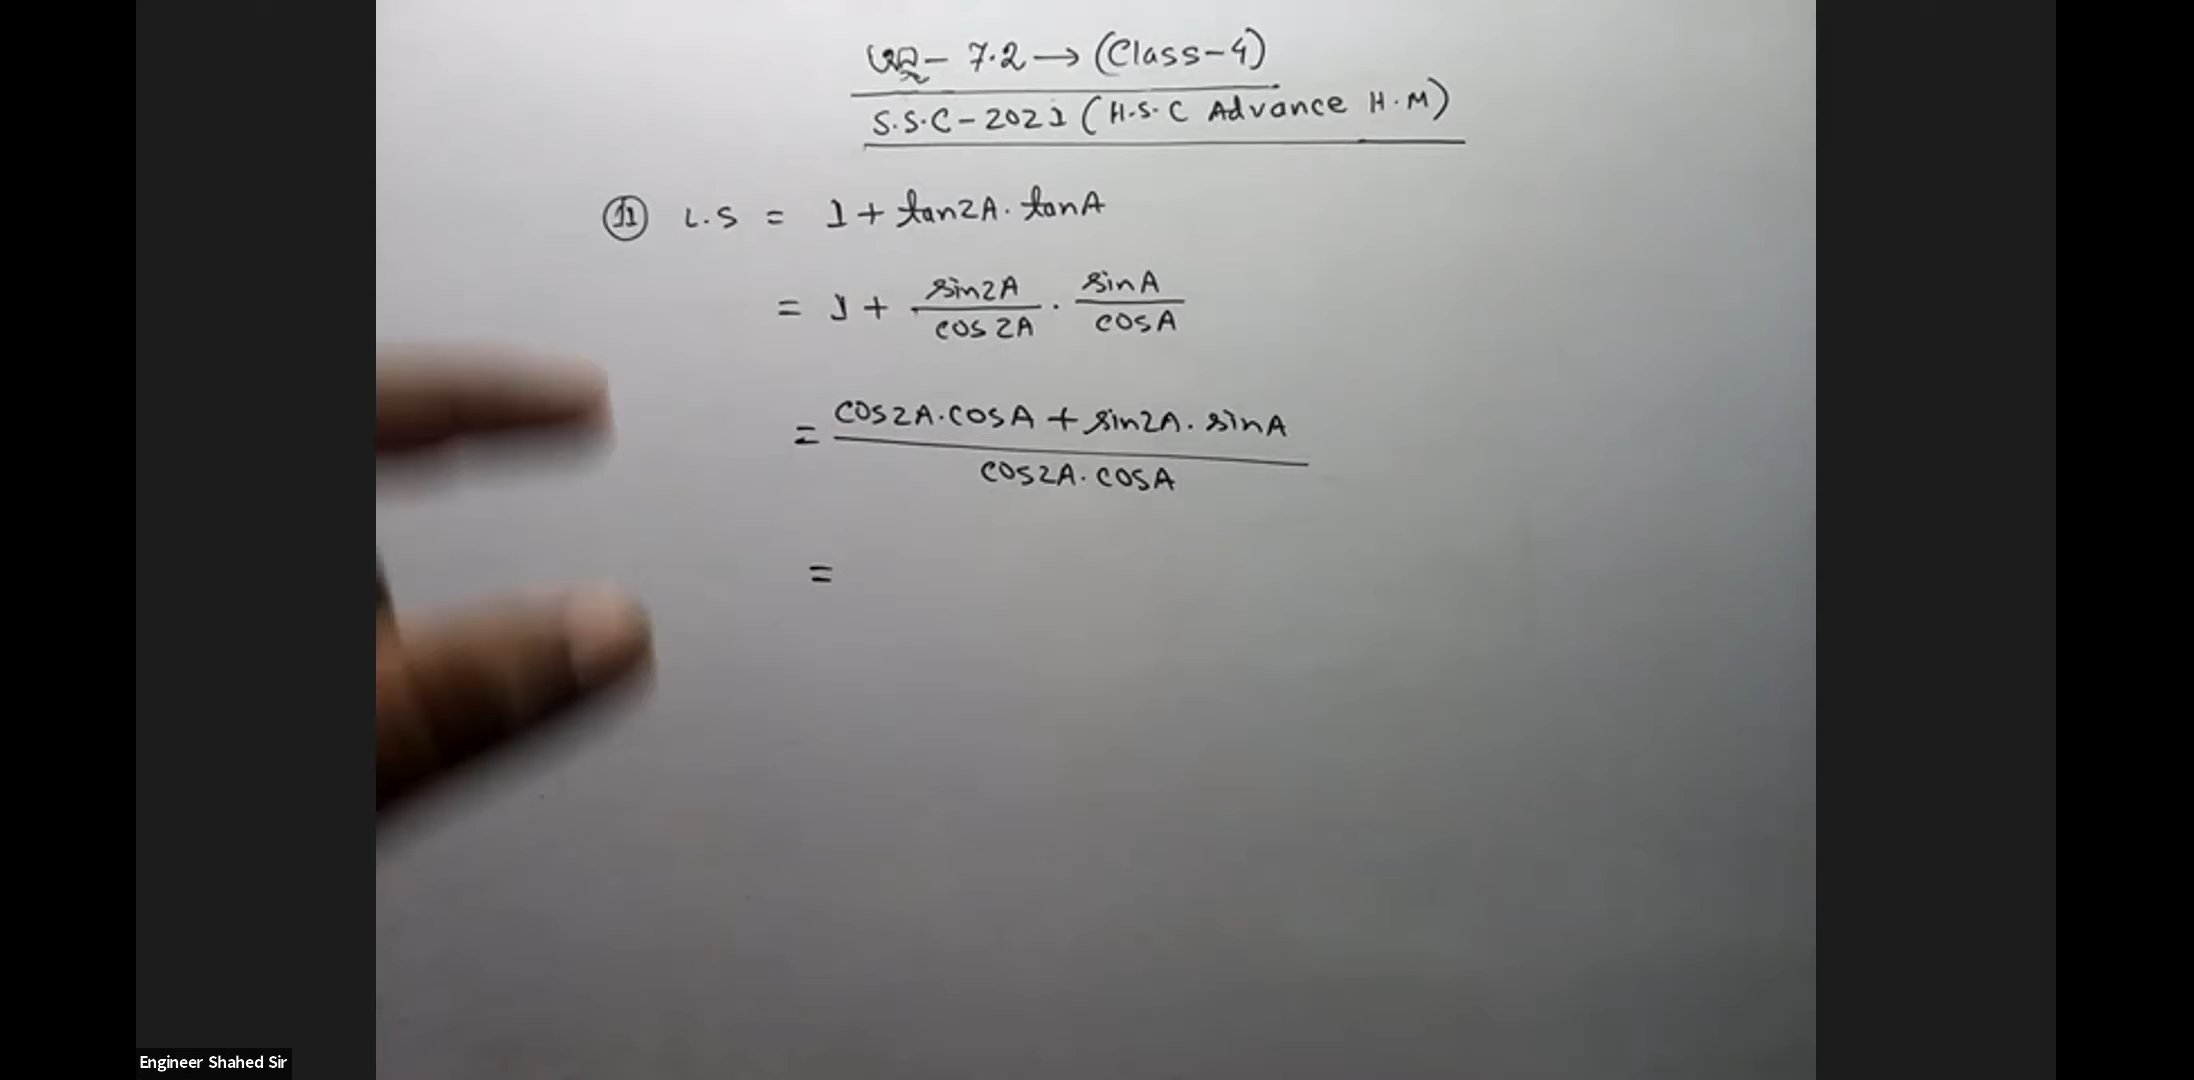 অনু - 7.2 → (Class-4)
S.S.C - 2021 (H.S.C Advance H.M)
(11) L.S = 1 + tan2A . tanA
= 1 + sin2A/cos2A . sinA/cosA
= (cos2A.cosA + sin2A. sinA)/(cos2A. cosA)
=
Engineer Shahed Sir